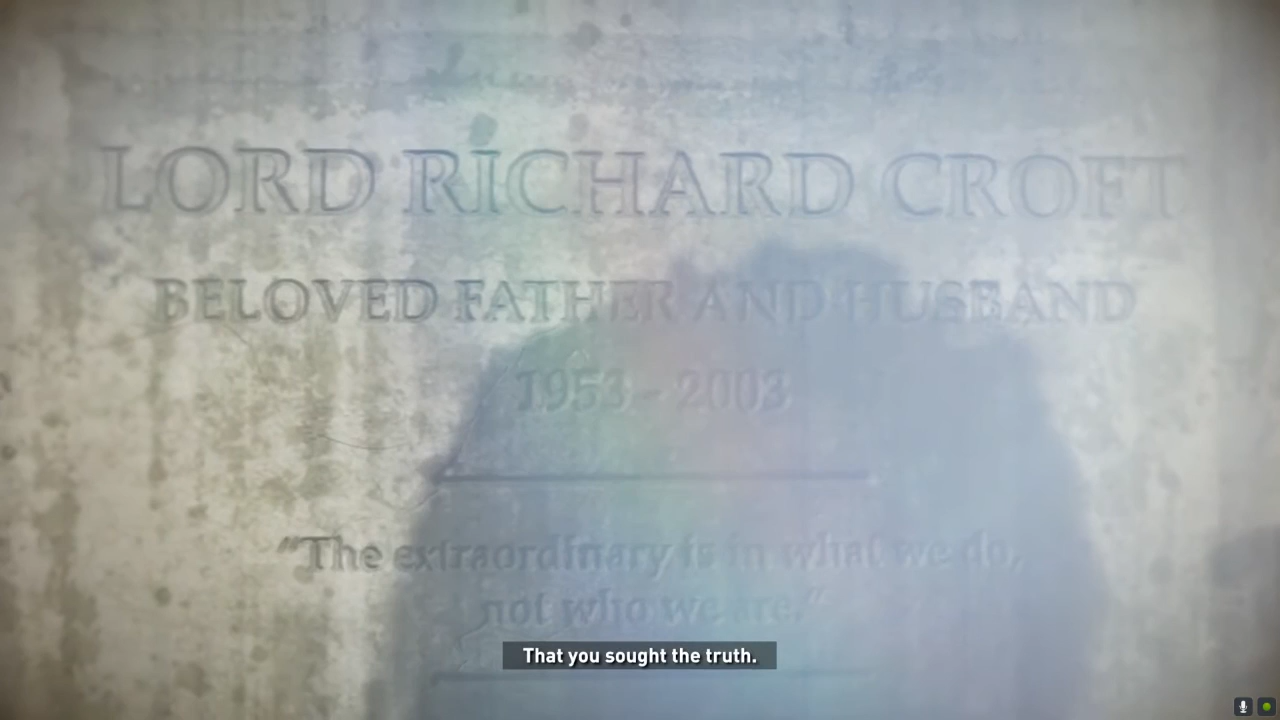 LORD RICHARD CROFT
BELOVED FATHER AND HUSBAND
1953 - 2003
“The extraordinary is in what we do,
not who we are.”
That you sought the truth.